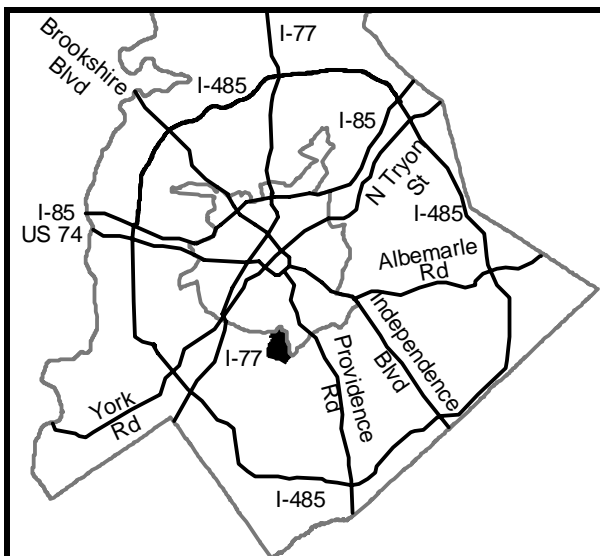 I-77
Brookshire
Blvd
I-485
I-85
N Tryon
St
I-85
US 74
I-485
Albemarle
Rd
Independence
Blvd
I-77
Providence
Rd
York
Rd
I-485